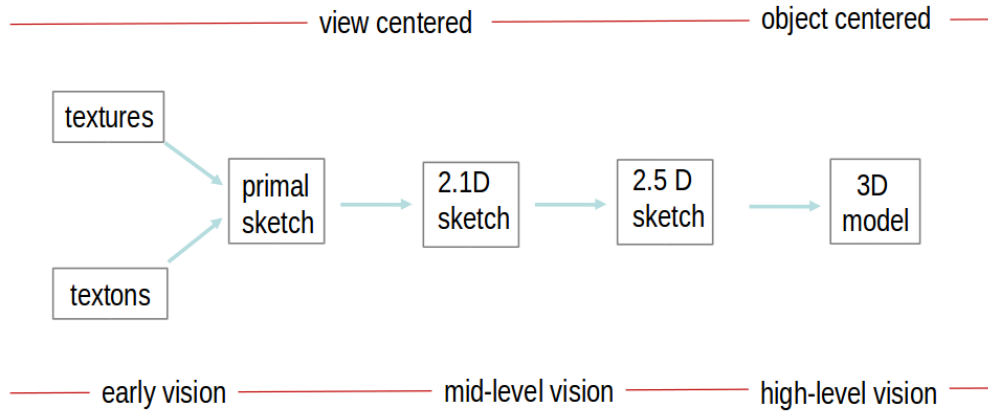 view centered
object centered
textures
primal
sketch
2.1D
sketch
2.5 D
sketch
3D
model
textons
early vision
mid-level vision
high-level vision